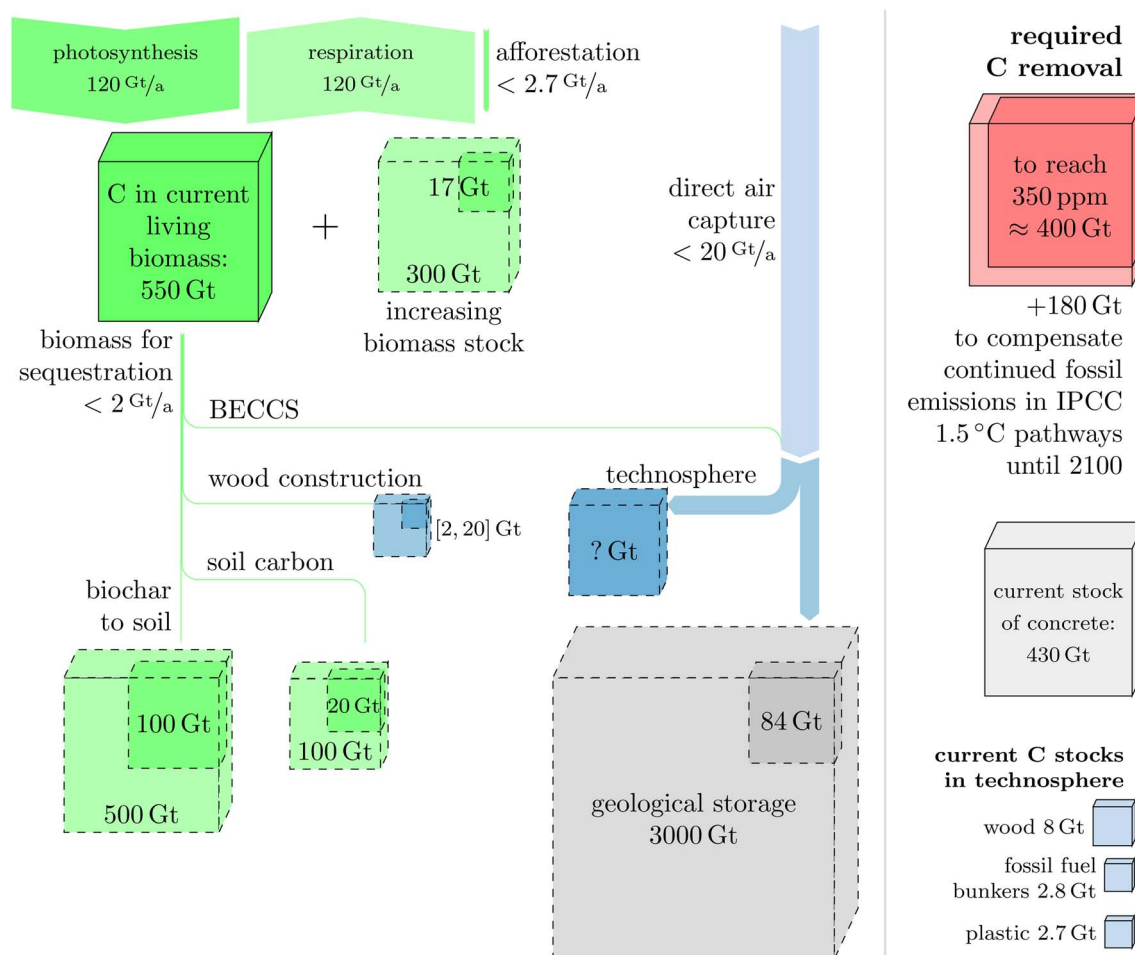 photosynthesis
120 Gt/a
respiration
120 Gt/a
afforestation
< 2.7 Gt/a
C in current
living
biomass:
550 Gt
+
17 Gt
300 Gt
increasing
biomass stock
direct air
capture
< 20 Gt/a
biomass for
sequestration
< 2 Gt/a
BECCS
wood construction
[2, 20] Gt
technosphere
? Gt
soil carbon
biochar
to soil
100 Gt
500 Gt
20 Gt
100 Gt
84 Gt
geological storage
3000 Gt
required
C removal
to reach
350 ppm
≈ 400 Gt
+180 Gt
to compensate
continued fossil
emissions in IPCC
1.5 °C pathways
until 2100
current stock
of concrete:
430 Gt
current C stocks
in technosphere
wood 8 Gt
fossil fuel
bunkers 2.8 Gt
plastic 2.7 Gt